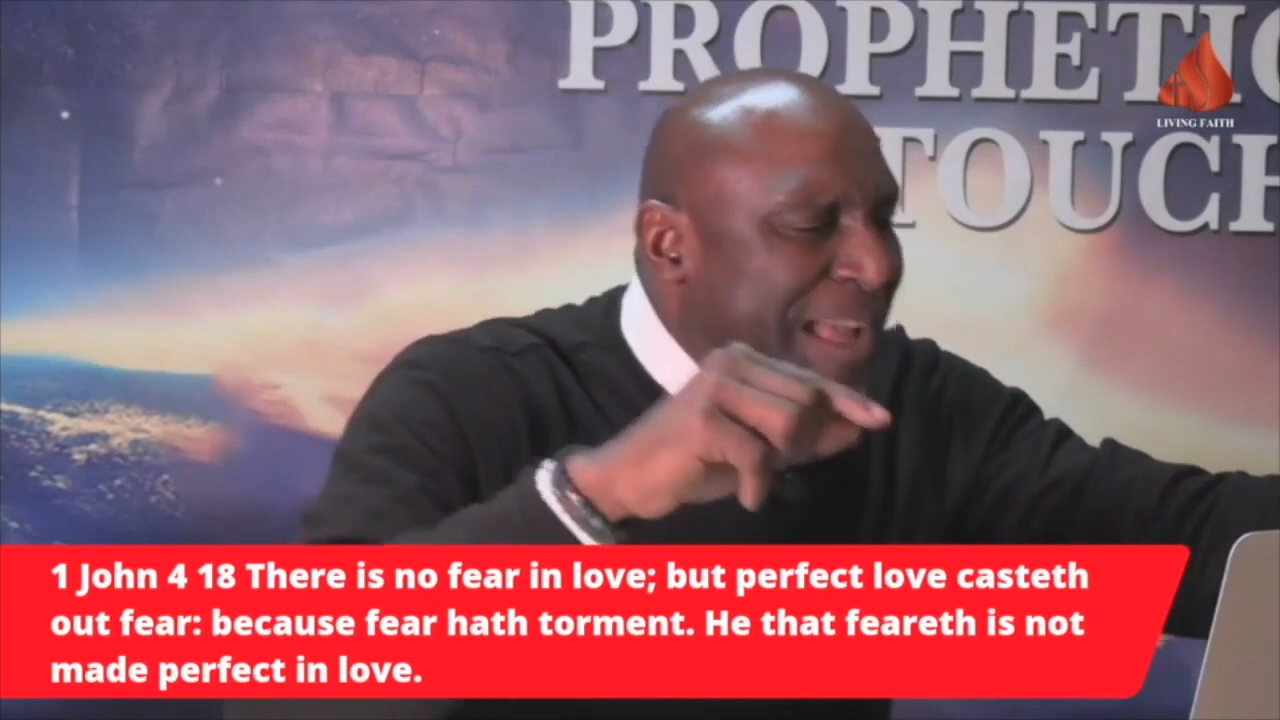 PROPHETIC
TOUCH
LIVING FAITH
1 John 4 18 There is no fear in love; but perfect love casteth
out fear: because fear hath torment. He that feareth is not
made perfect in love.